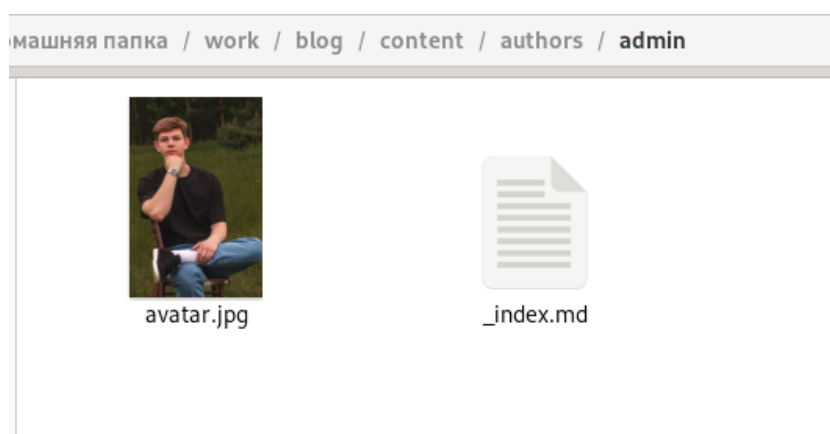 машняя папка / work / blog / content / authors / admin
avatar.jpg
_index.md